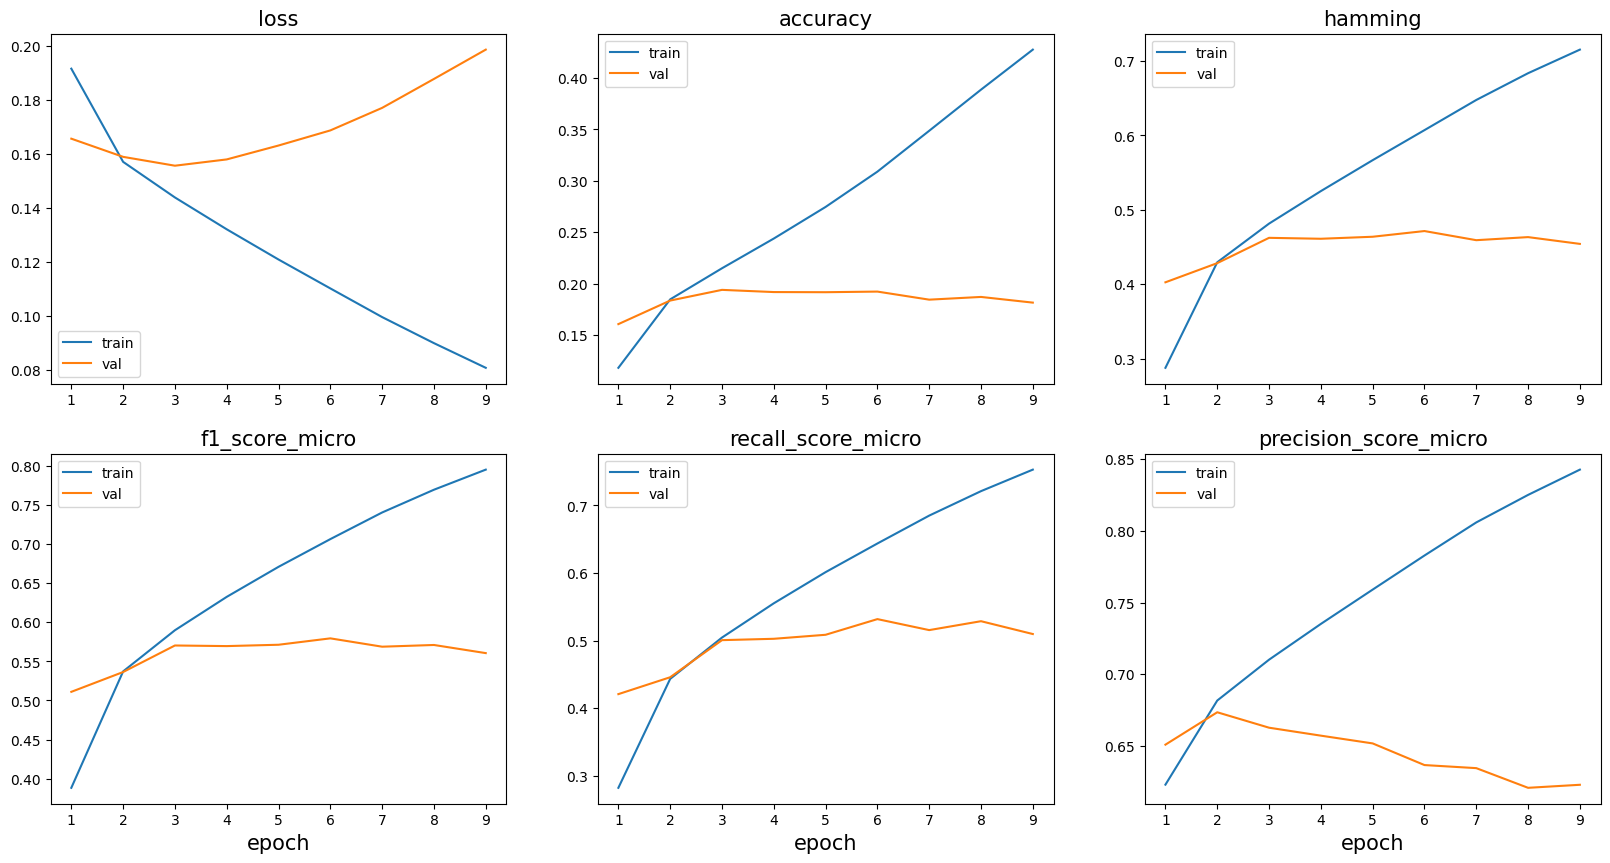 loss
0.20
0.18
0.16
0.14
0.12
0.10
0.08
train
val
1 2 3 4 5 6 7 8 9
accuracy
0.40
0.35
0.30
0.25
0.20
0.15
train
val
1 2 3 4 5 6 7 8 9
hamming
0.7
0.6
0.5
0.4
0.3
train
val
1 2 3 4 5 6 7 8 9
f1_score_micro
0.80
0.75
0.70
0.65
0.60
0.55
0.50
0.45
0.40
train
val
1 2 3 4 5 6 7 8 9
epoch
recall_score_micro
0.7
0.6
0.5
0.4
0.3
train
val
1 2 3 4 5 6 7 8 9
epoch
precision_score_micro
0.85
0.80
0.75
0.70
0.65
train
val
1 2 3 4 5 6 7 8 9
epoch